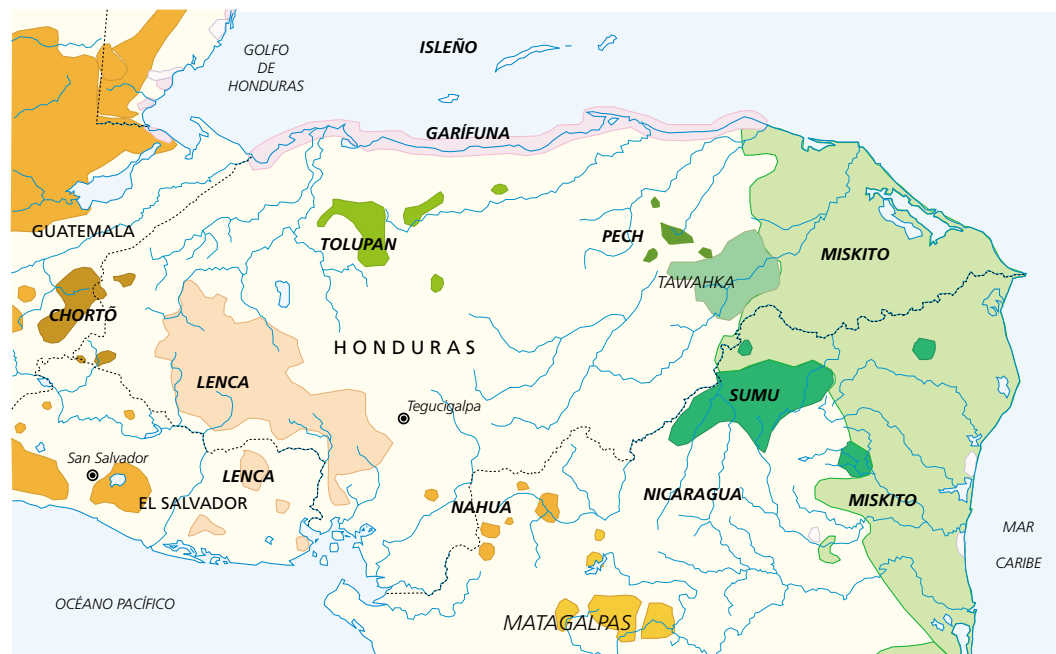 ISLEÑO
GOLFO
DE
HONDURAS
GARÍFUNA
GUATEMALA
TOLUPAN
PECH
MISKITO
TAWAHKA
CHORTÕ
HONDURAS
LENCA
SUMU
Tegucigalpa
San Salvador
LENCA
EL SALVADOR
NAHUA
NICARAGUA
MISKITO
MAR
CARIBE
OCÉANO PACÍFICO
MATAGALPAS